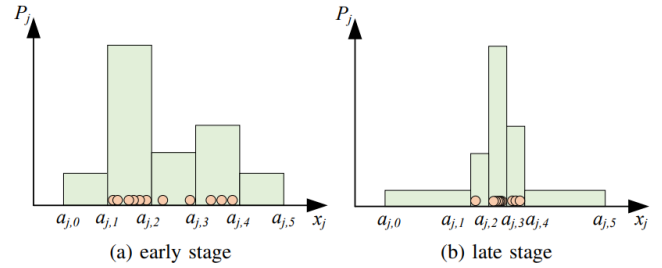 P_j
P_j
a_{j,0} a_{j,1} a_{j,2} a_{j,3} a_{j,4} a_{j,5} x_j
a_{j,0} a_{j,1} a_{j,2} a_{j,3} a_{j,4} a_{j,5} x_j
(a) early stage
(b) late stage